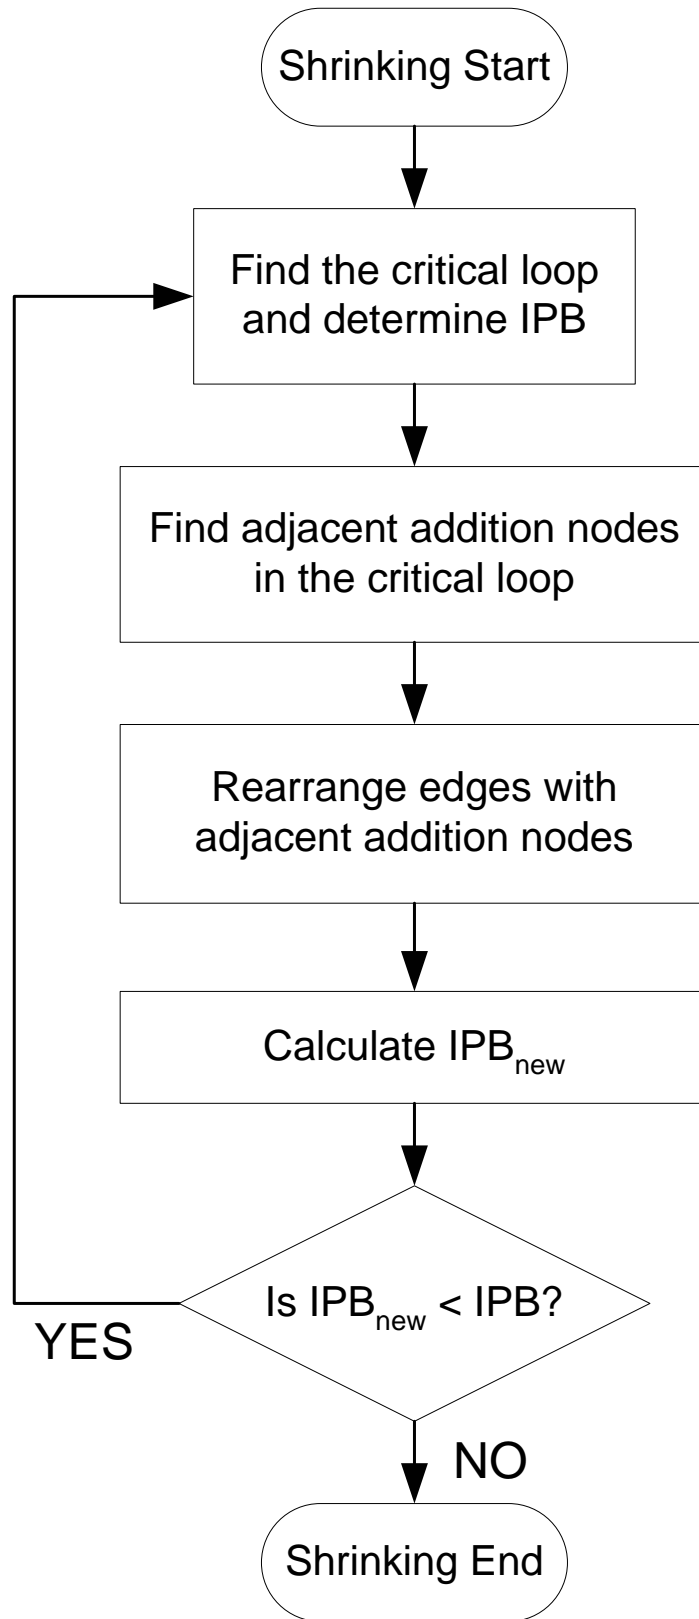 Shrinking Start
Find the critical loop
and determine IPB
Find adjacent addition nodes
in the critical loop
Rearrange edges with
adjacent addition nodes
Calculate IPBnew
Is IPBnew < IPB?
YES
NO
Shrinking End